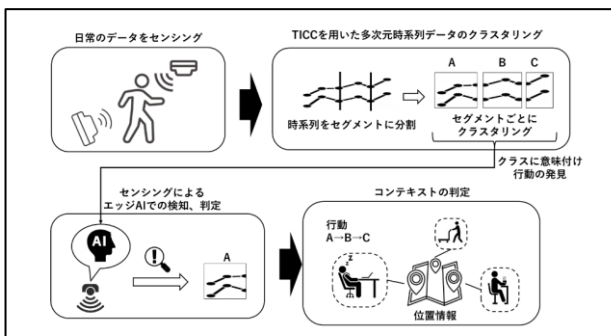 日常のデータをセンシング
TICCを用いた多次元時系列データのクラスタリング
A B C
時系列をセグメントに分割
セグメントごとに
クラスタリング
クラスに意味付け
行動の発見
センシングによる
エッジAIでの検知、判定
AI
A
コンテキストの判定
行動
A→B→C
z
位置情報